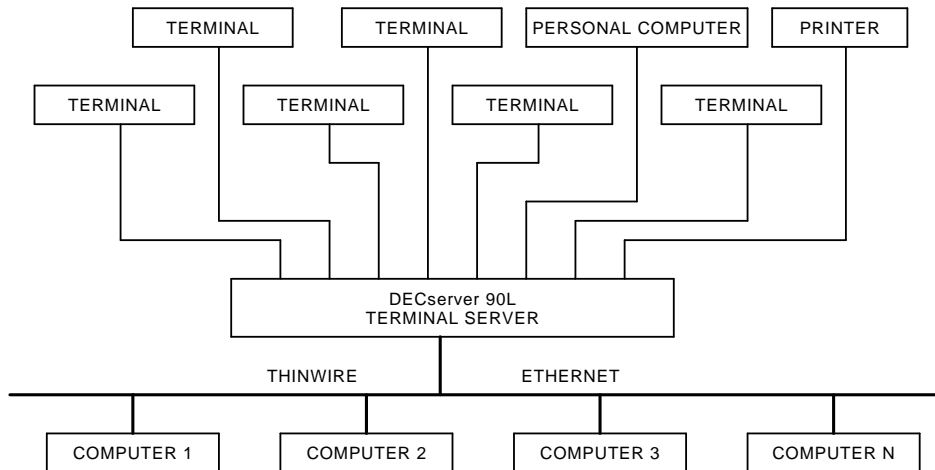 TERMINAL
TERMINAL
PERSONAL COMPUTER
PRINTER
TERMINAL
TERMINAL
TERMINAL
TERMINAL
DECserver 90L
TERMINAL SERVER
THINWIRE
ETHERNET
COMPUTER 1
COMPUTER 2
COMPUTER 3
COMPUTER N